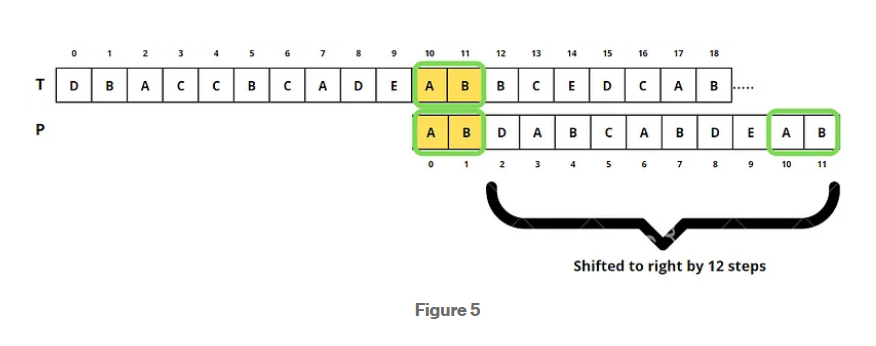 0 1 2 3 4 5 6 7 8 9 10 11 12 13 14 15 16 17 18
T D B A C C B C A D E A B B C E D C A B .....
P A B D A B C A B D E A B
0 1 2 3 4 5 6 7 8 9 10 11
Shifted to right by 12 steps
Figure 5